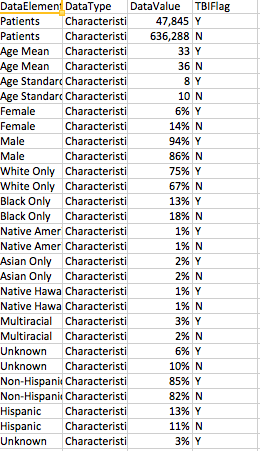 DataElement DataType DataValue TBIFlag
Patients Characteristi 47,845 Y
Patients Characteristi 636,288 N
Age Mean Characteristi 33 Y
Age Mean Characteristi 36 N
Age Standarc Characteristi 8 Y
Age Standarc Characteristi 10 N
Female Characteristi 6% Y
Female Characteristi 14% N
Male Characteristi 94% Y
Male Characteristi 86% N
White Only Characteristi 75% Y
White Only Characteristi 67% N
Black Only Characteristi 13% Y
Black Only Characteristi 18% N
Native Amer Characteristi 1% Y
Native Amer Characteristi 1% N
Asian Only Characteristi 2% Y
Asian Only Characteristi 2% N
Native Hawa Characteristi 1% Y
Native Hawa Characteristi 1% N
Multiracial Characteristi 3% Y
Multiracial Characteristi 2% N
Unknown Characteristi 6% Y
Unknown Characteristi 10% N
Non-Hispani Characteristi 85% Y
Non-Hispani Characteristi 82% N
Hispanic Characteristi 13% Y
Hispanic Characteristi 11% N
Unknown Characteristi 3% Y